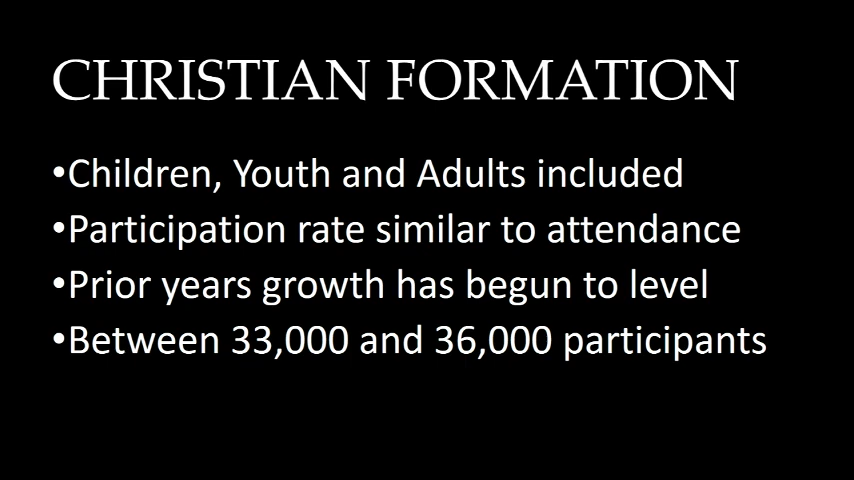 CHRISTIAN FORMATION
•Children, Youth and Adults included
•Participation rate similar to attendance
•Prior years growth has begun to level
•Between 33,000 and 36,000 participants